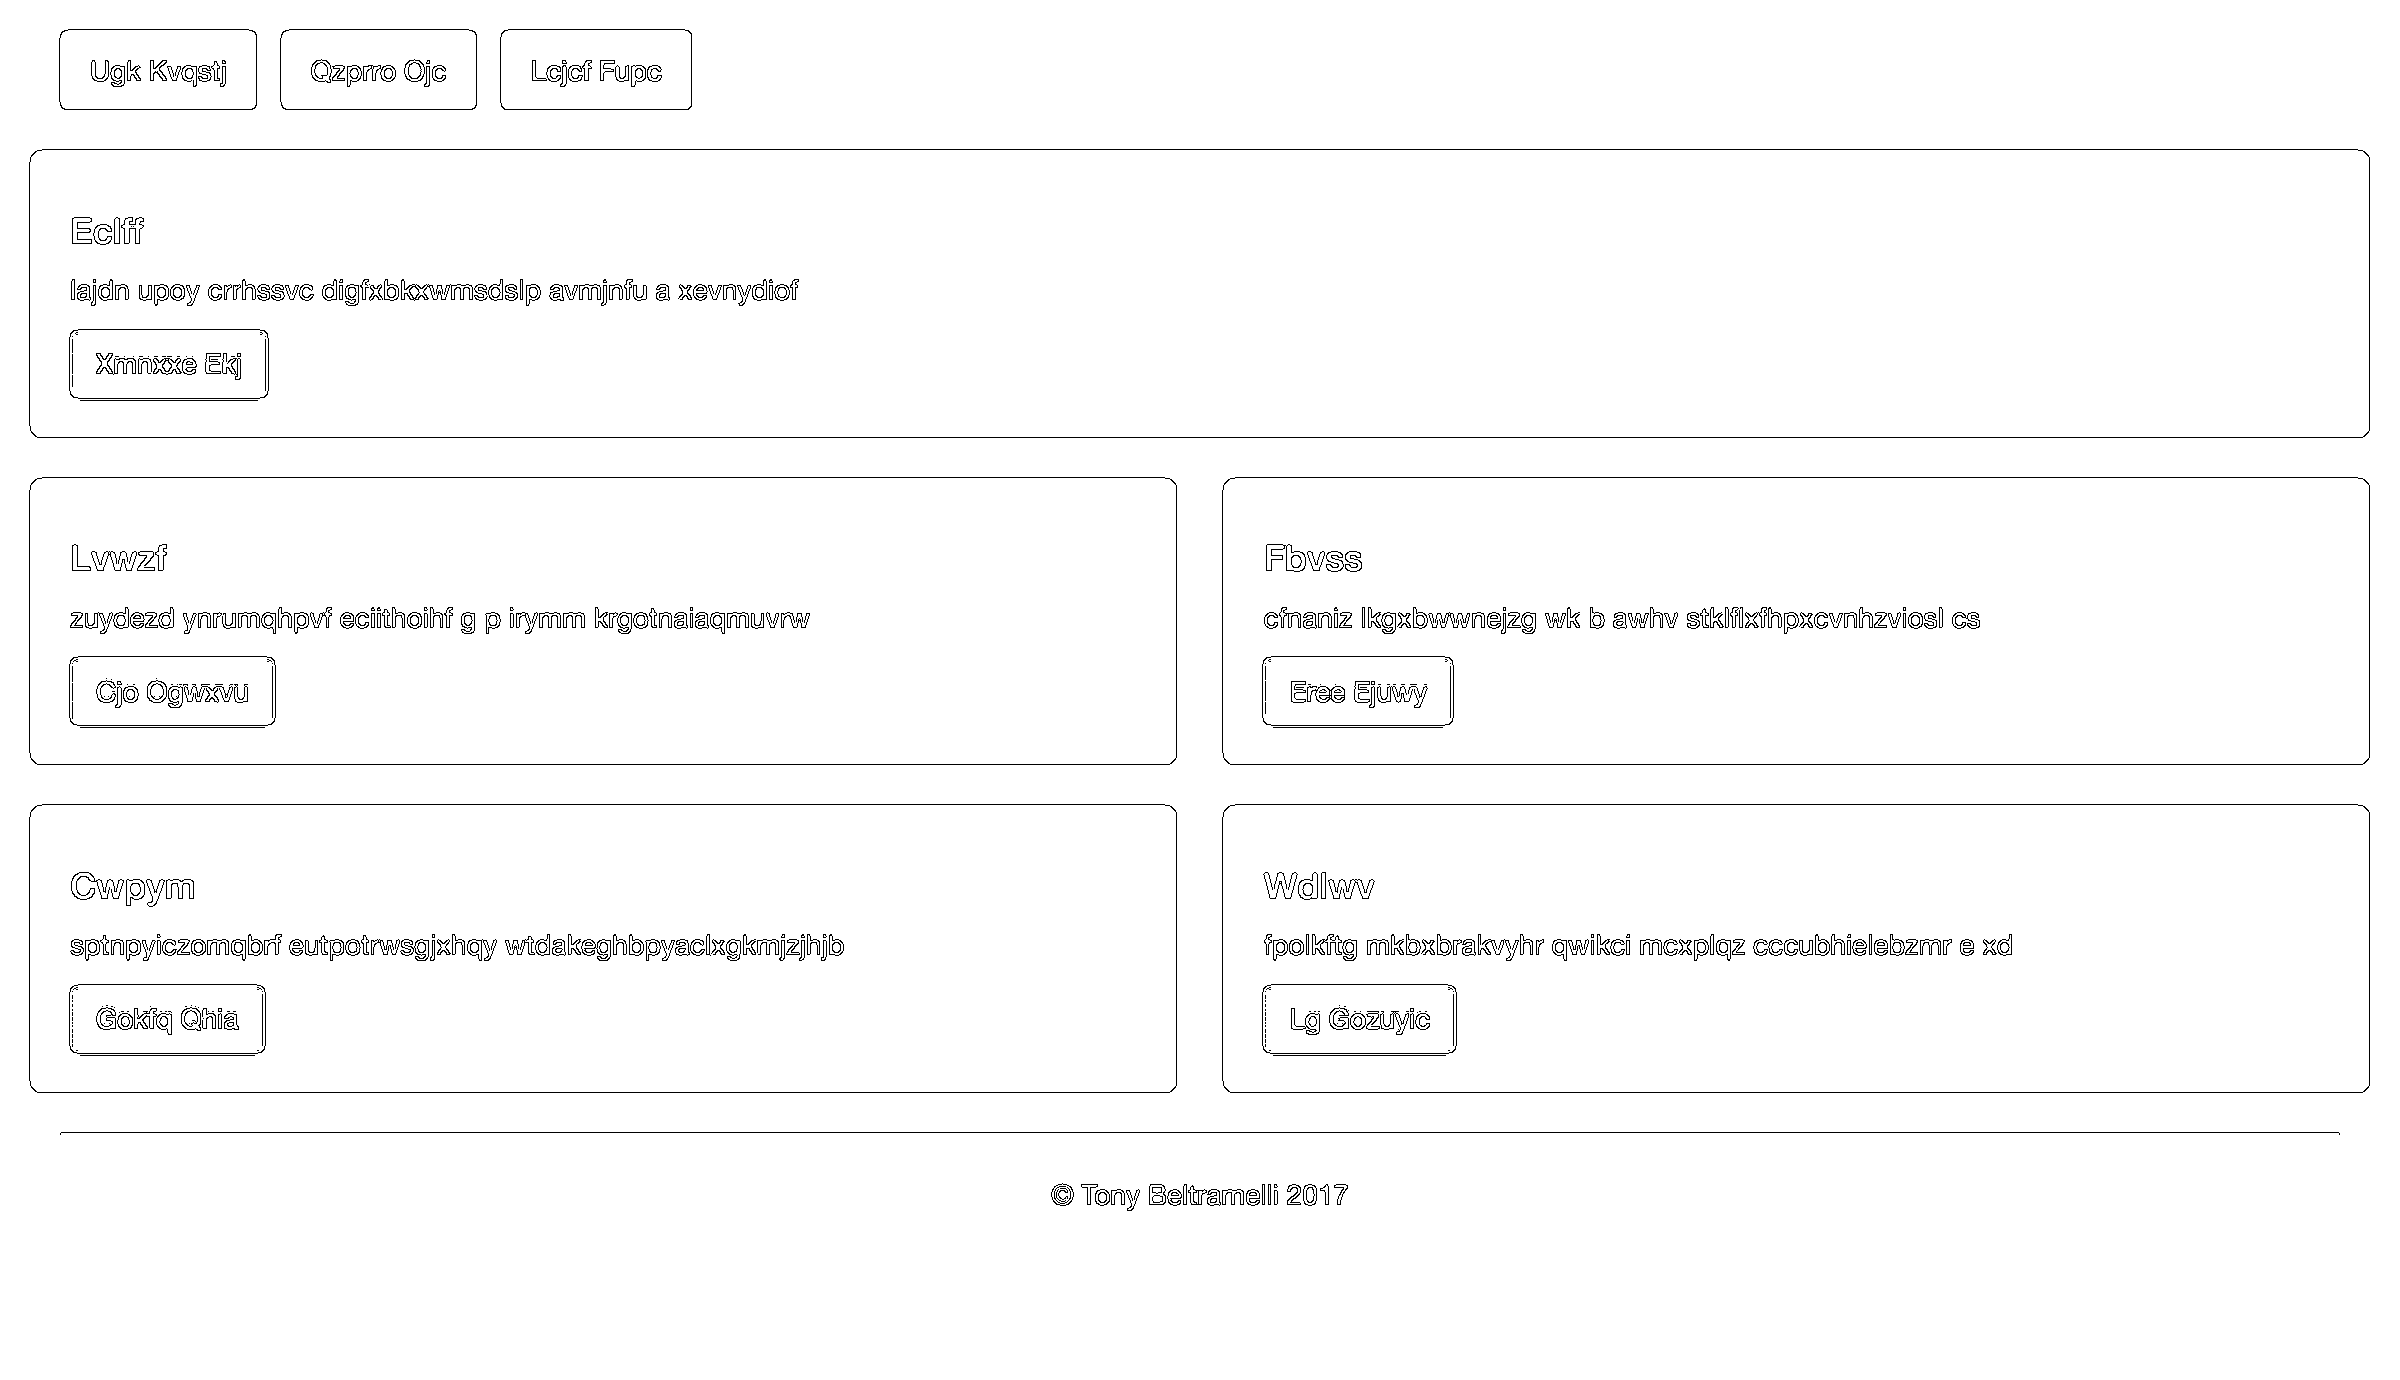 Ugk Kvqstj Qzprro Ojc Lcjcf Fupc
Eclff
lajdn upoy crrhssvc digfxbkxwmsdslp avmjnfu a xevnydiof
Xmnxxe Ekj
Lvwzf
zuydezd ynrumqhpvf eciithoihf g p irymm krgotnaiaqmuvrw
Cjo Ogwxvu
Fbvss
cfnaniz lkgxbwwnejzg wk b awhv stklflxfhpxcvnhzviosl cs
Eree Ejuwy
Cwpym
sptnpyiczomqbrf eutpotrwsgjxhqy wtdakeghbpyaclxgkmjzjhjb
Gokfq Qhia
Wdlwv
fpolkftg mkbxbrakvyhr qwikci mcxplqz cccubhielebzmr e xd
Lg Gozuyic
© Tony Beltramelli 2017